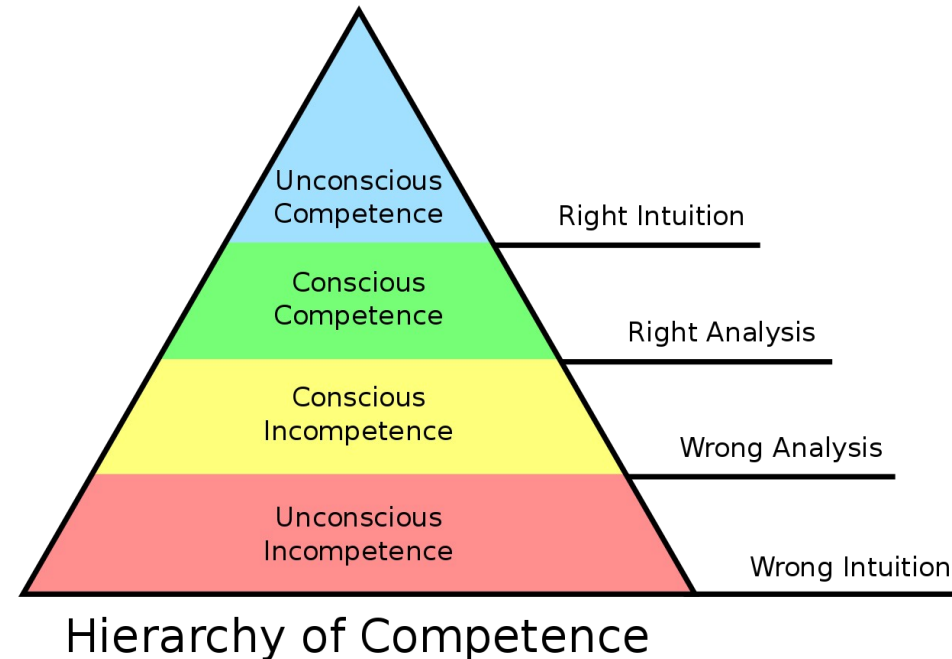 Unconscious
Competence
Right Intuition
Conscious
Competence
Right Analysis
Conscious
Incompetence
Wrong Analysis
Unconscious
Incompetence
Wrong Intuition
Hierarchy of Competence